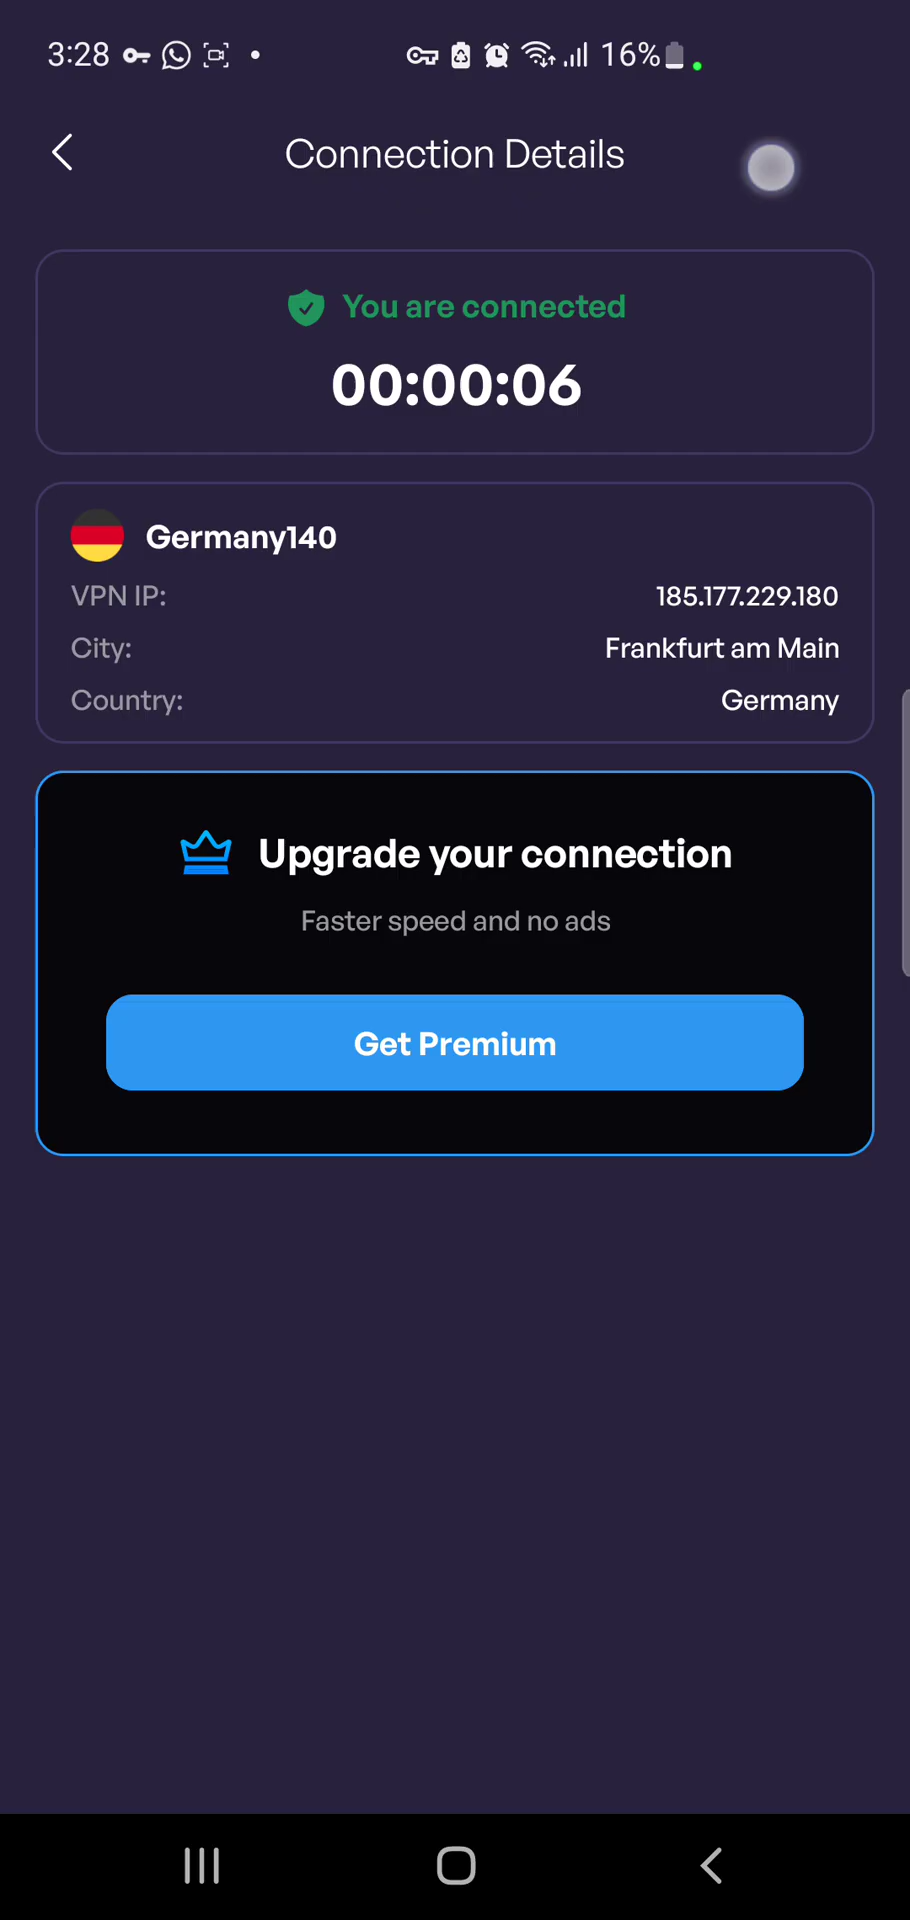 3:28 16%
Connection Details
You are connected
00:00:06
Germany140
VPN IP: 185.177.229.180
City: Frankfurt am Main
Country: Germany
Upgrade your connection
Faster speed and no ads
Get Premium